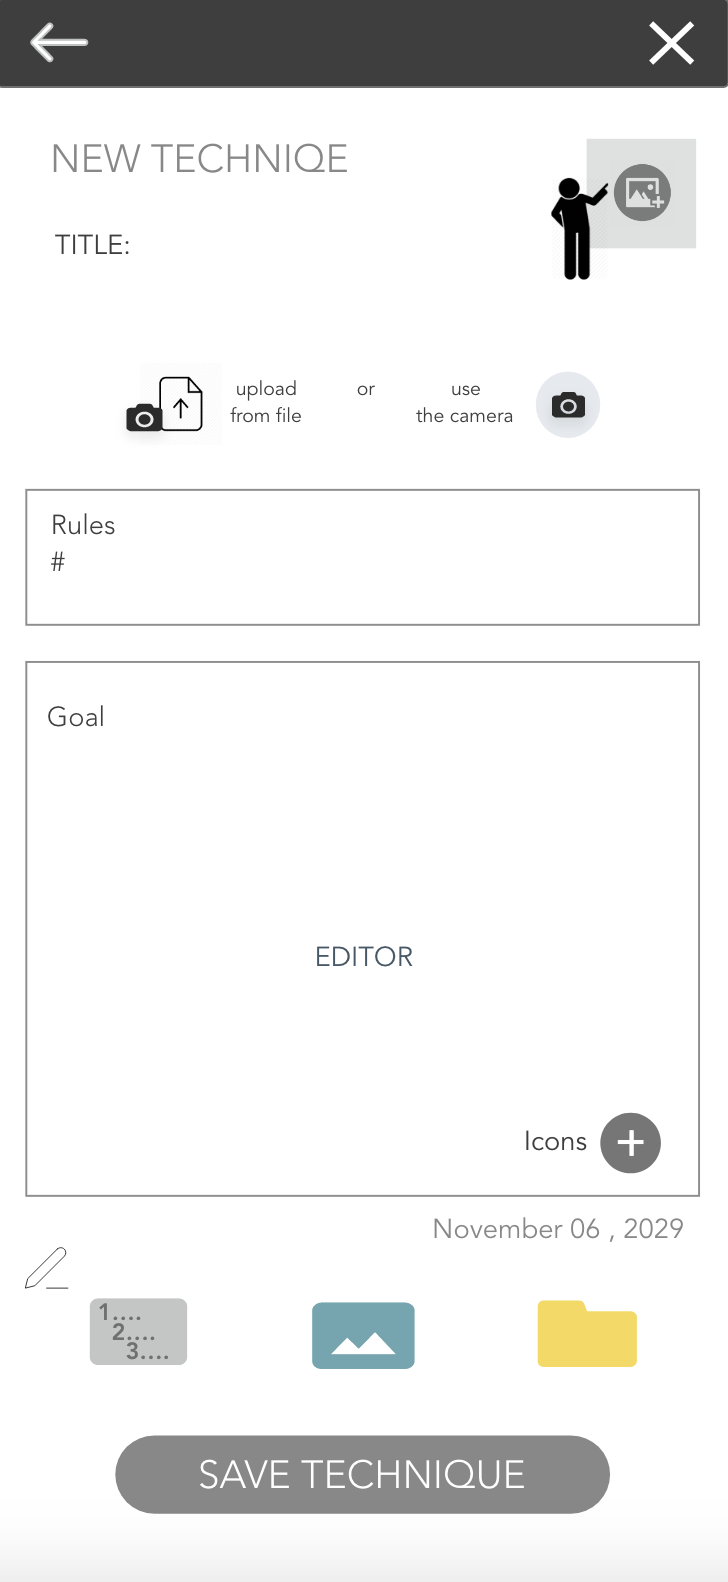 NEW TECHNIQE
TITLE:
upload
from file
or
use
the camera
Rules
#
Goal
EDITOR
Icons
November 06 , 2029
1....
2....
3....
SAVE TECHNIQUE